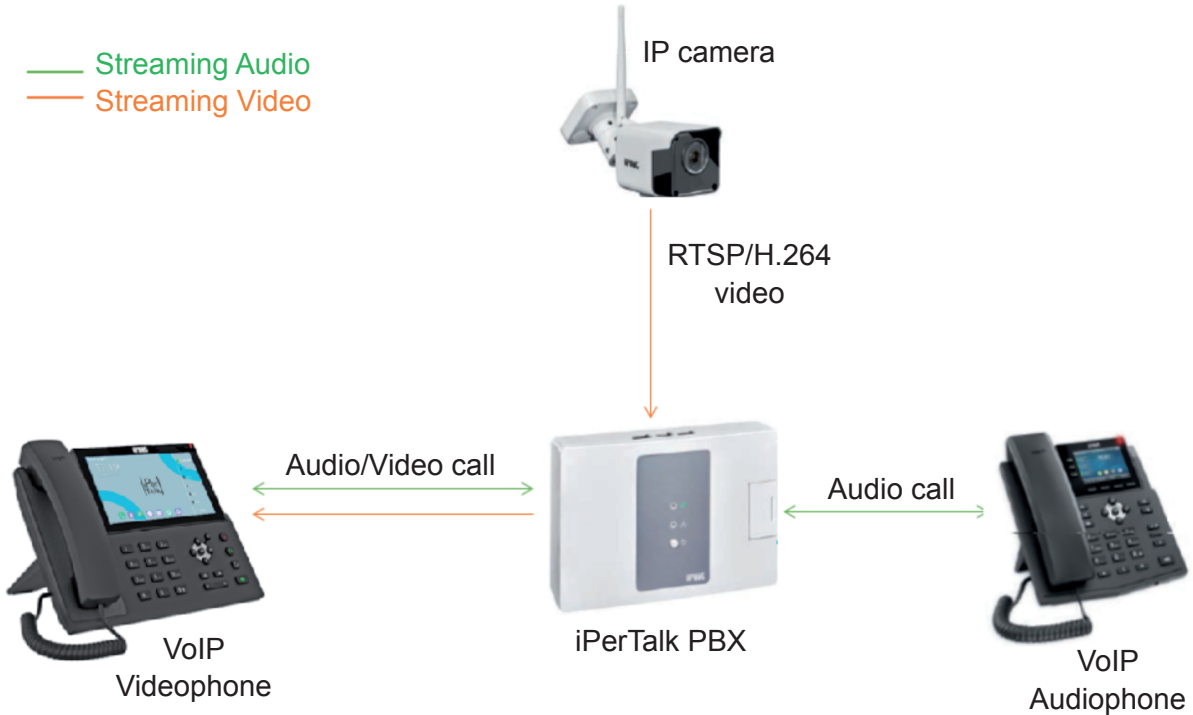 Streaming Audio
Streaming Video
IP camera
RTSP/H.264
video
Audio/Video call
Audio call
VoIP
Videophone
iPerTalk PBX
VoIP
Audiophone